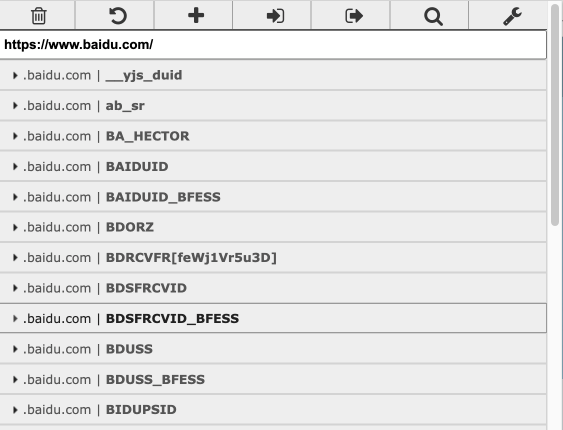 https://www.baidu.com/
.baidu.com | __yjs_duid
.baidu.com | ab_sr
.baidu.com | BA_HECTOR
.baidu.com | BAIDUID
.baidu.com | BAIDUID_BFESS
.baidu.com | BDORZ
.baidu.com | BDRCVFR[feWj1Vr5u3D]
.baidu.com | BDSFRCVID
.baidu.com | BDSFRCVID_BFESS
.baidu.com | BDUSS
.baidu.com | BDUSS_BFESS
.baidu.com | BIDUPSID